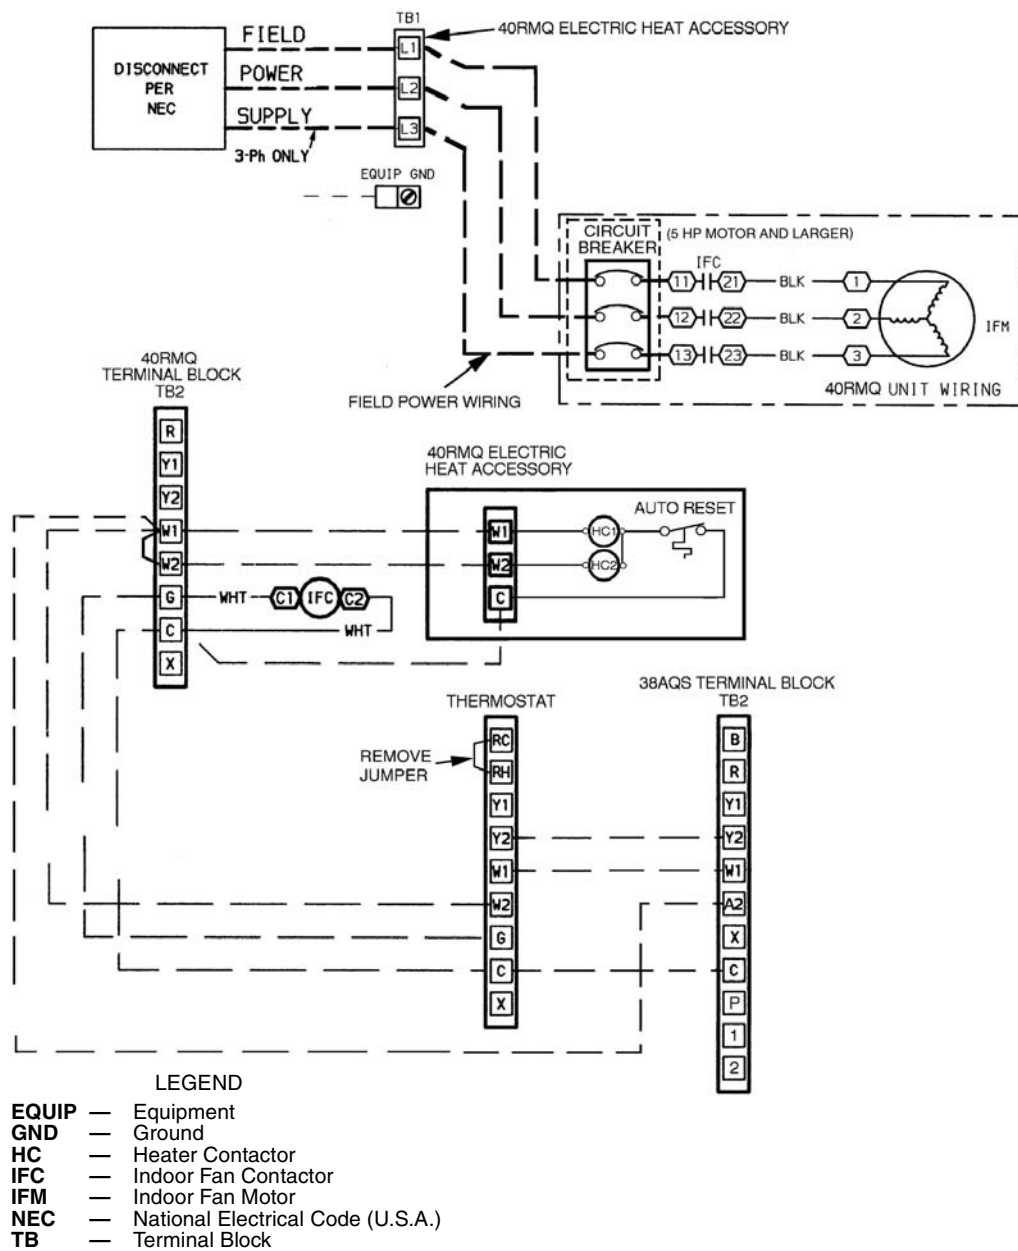 TB1
40RMQ ELECTRIC HEAT ACCESSORY
DISCONNECT
PER
NEC
FIELD
POWER
SUPPLY
3-Ph ONLY
L1
L2
L3
EQUIP GND
CIRCUIT
BREAKER
(5 HP MOTOR AND LARGER)
IFC
11 21 BLK 1
12 22 BLK 2
13 23 BLK 3
IFM
40RMQ UNIT WIRING
FIELD POWER WIRING
40RMQ
TERMINAL BLOCK
TB2
R
Y1
Y2
W1
W2
G
C
X
WHT C1 IFC C2
WHT
40RMQ ELECTRIC
HEAT ACCESSORY
AUTO RESET
W1
W2
C
HC1
HC2
THERMOSTAT
REMOVE
JUMPER
RC
RH
Y1
Y2
W1
W2
G
C
X
38AQS TERMINAL BLOCK
TB2
B
R
Y1
Y2
W1
A2
X
C
P
1
2
LEGEND
EQUIP — Equipment
GND — Ground
HC — Heater Contactor
IFC — Indoor Fan Contactor
IFM — Indoor Fan Motor
NEC — National Electrical Code (U.S.A.)
TB — Terminal Block